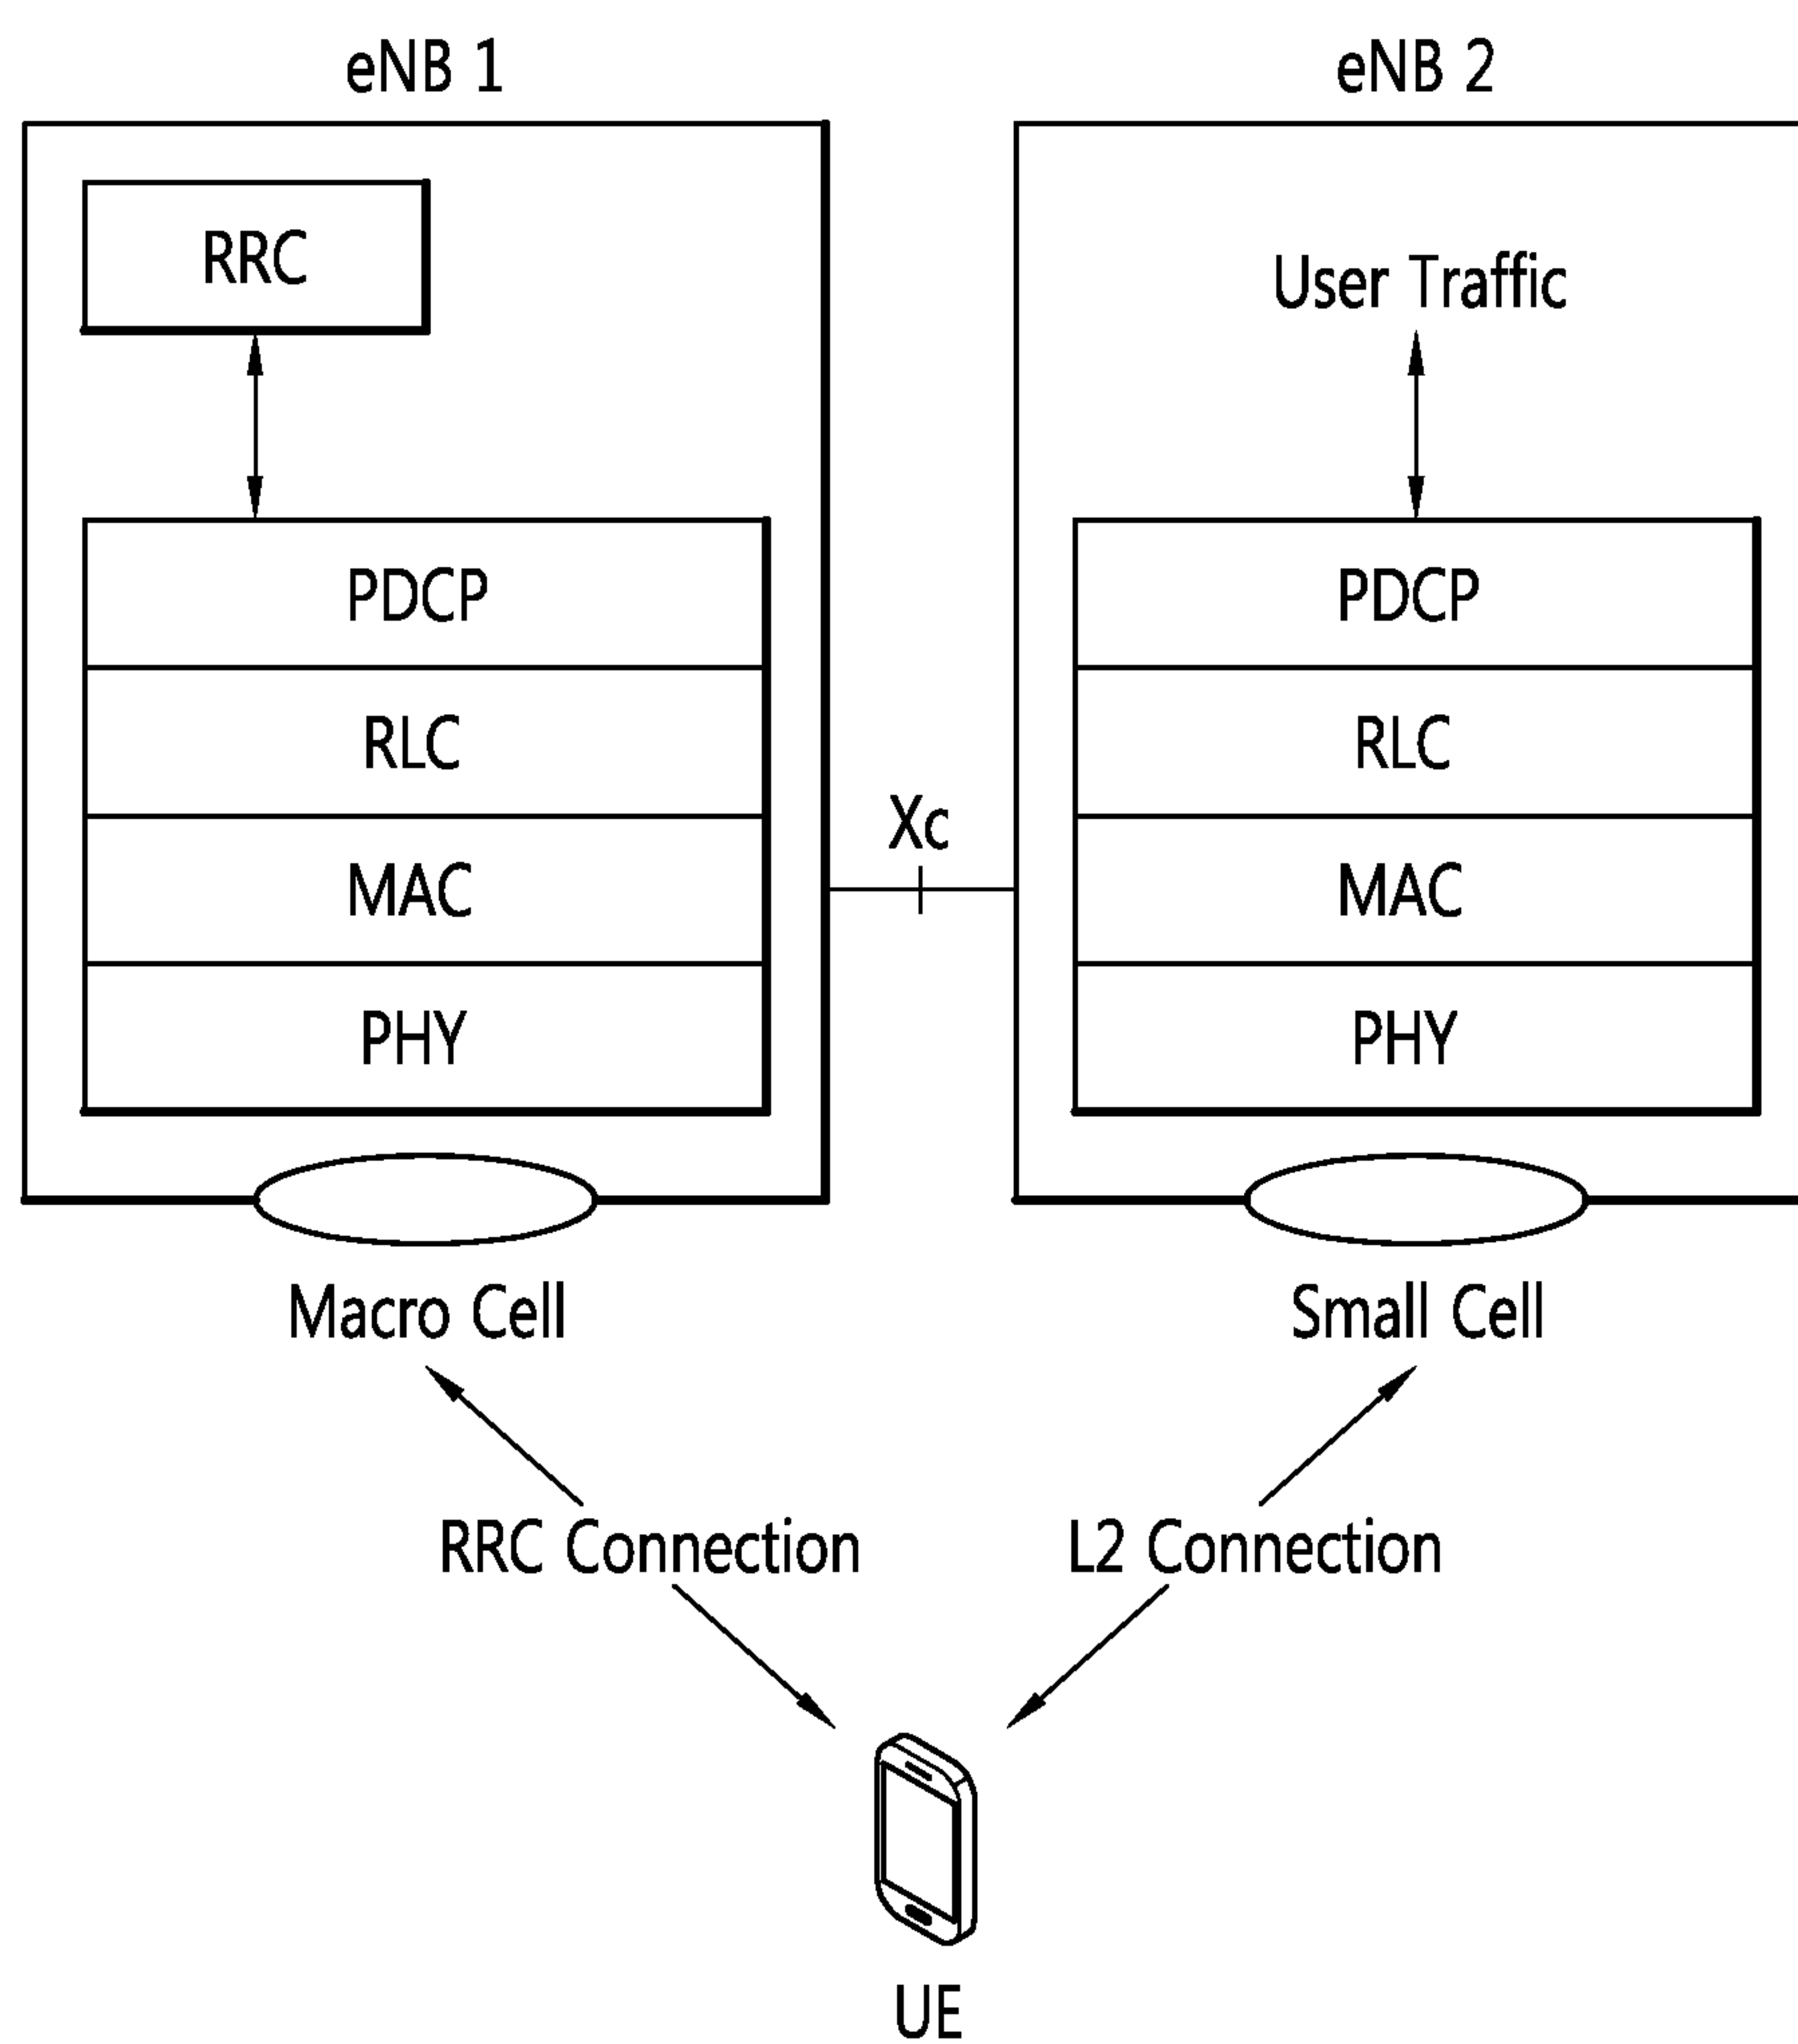 eNB 1
eNB 2
RRC
User Traffic
PDCP
PDCP
RLC
RLC
Xc
MAC
MAC
PHY
PHY
Macro Cell
Small Cell
RRC Connection
L2 Connection
UE